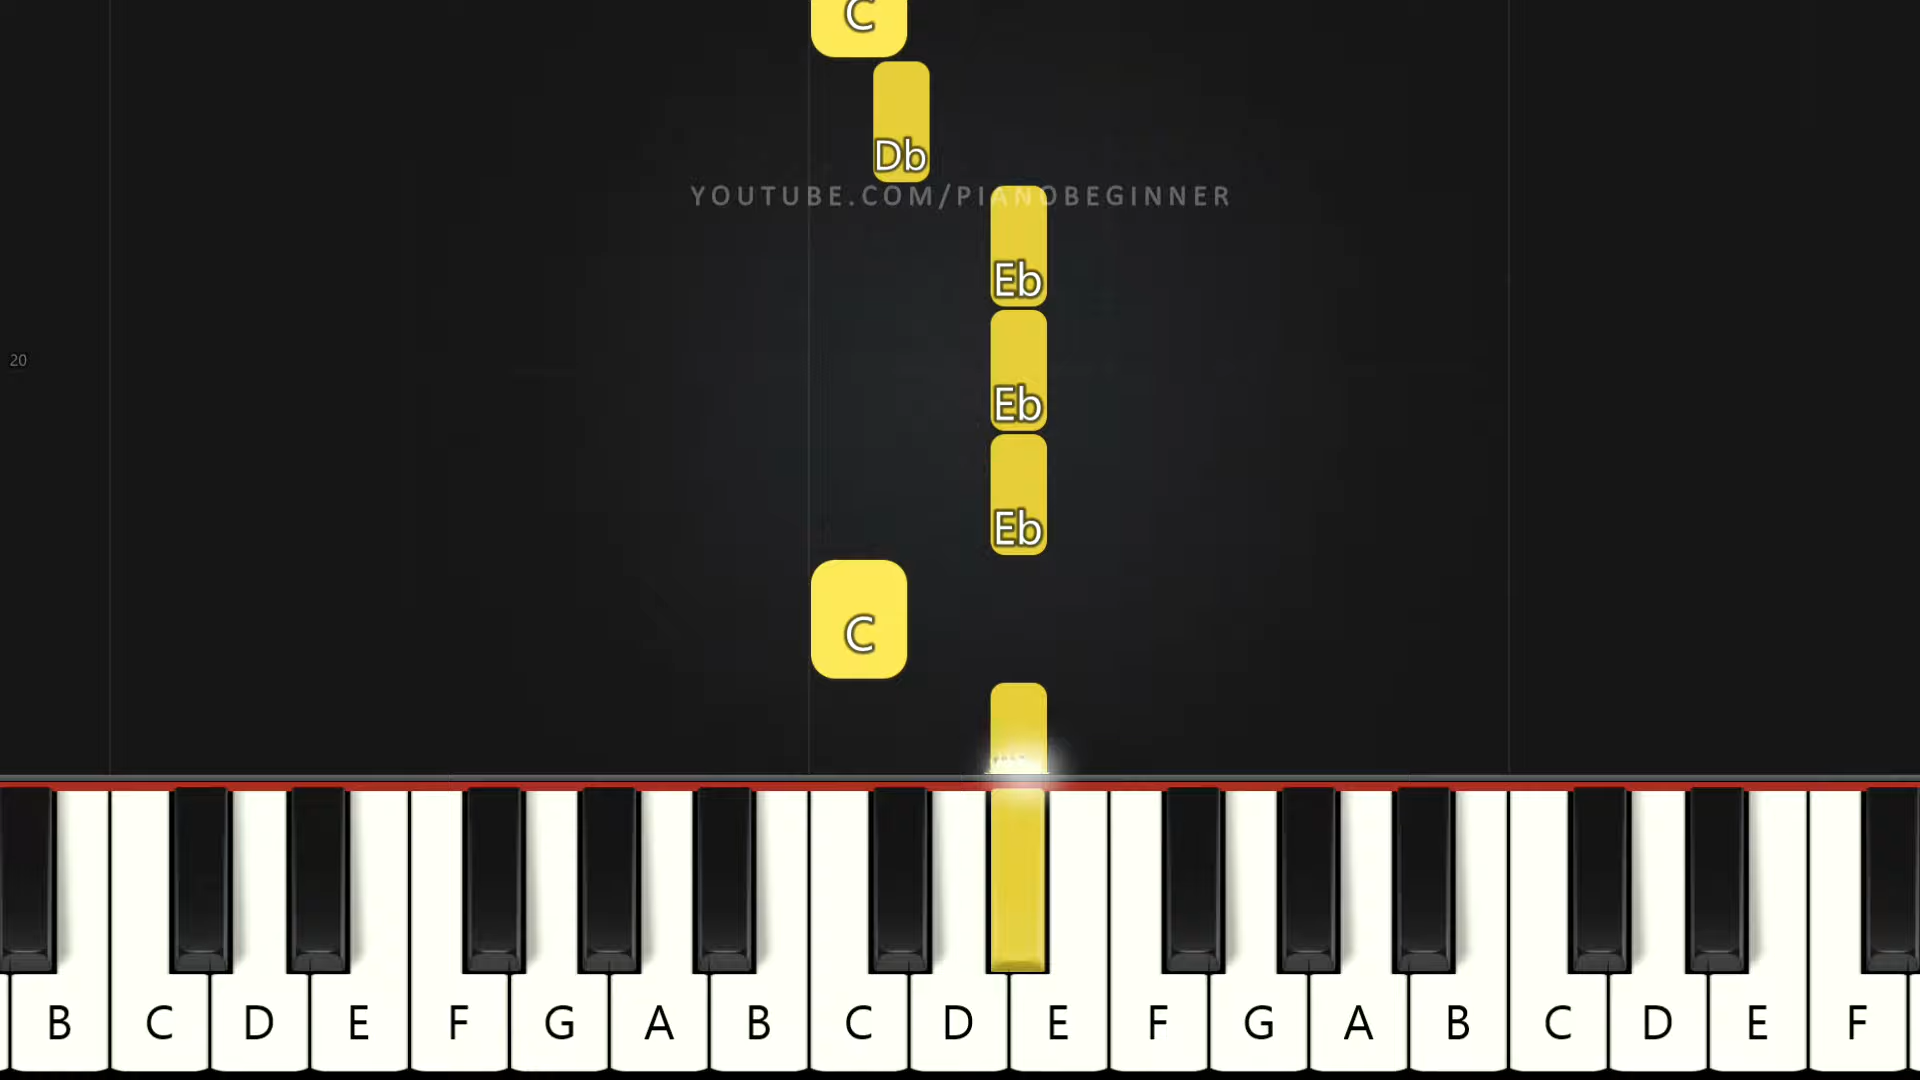 C
Db
YOUTUBE.COM/PIANOBEGINNER
Eb
20
Eb
Eb
C
B C D E F G A B C D E F G A B C D E F